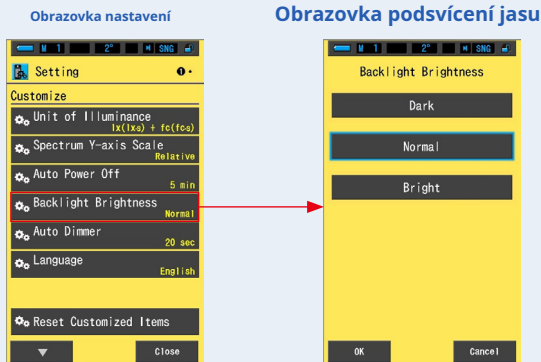 Obrazovka nastavení
M 1 2° SNG
Setting
Customize
Unit of Illuminance
lx(lxs) + fc(fcs)
Spectrum Y-axis Scale
Relative
Auto Power Off
5 min
Backlight Brightness
Normal
Auto Dimmer
20 sec
Language
English
Reset Customized Items
▼ Close
Obrazovka podsvícení jasu
M 1 2° SNG
Backlight Brightness
Dark
Normal
Bright
OK Cancel